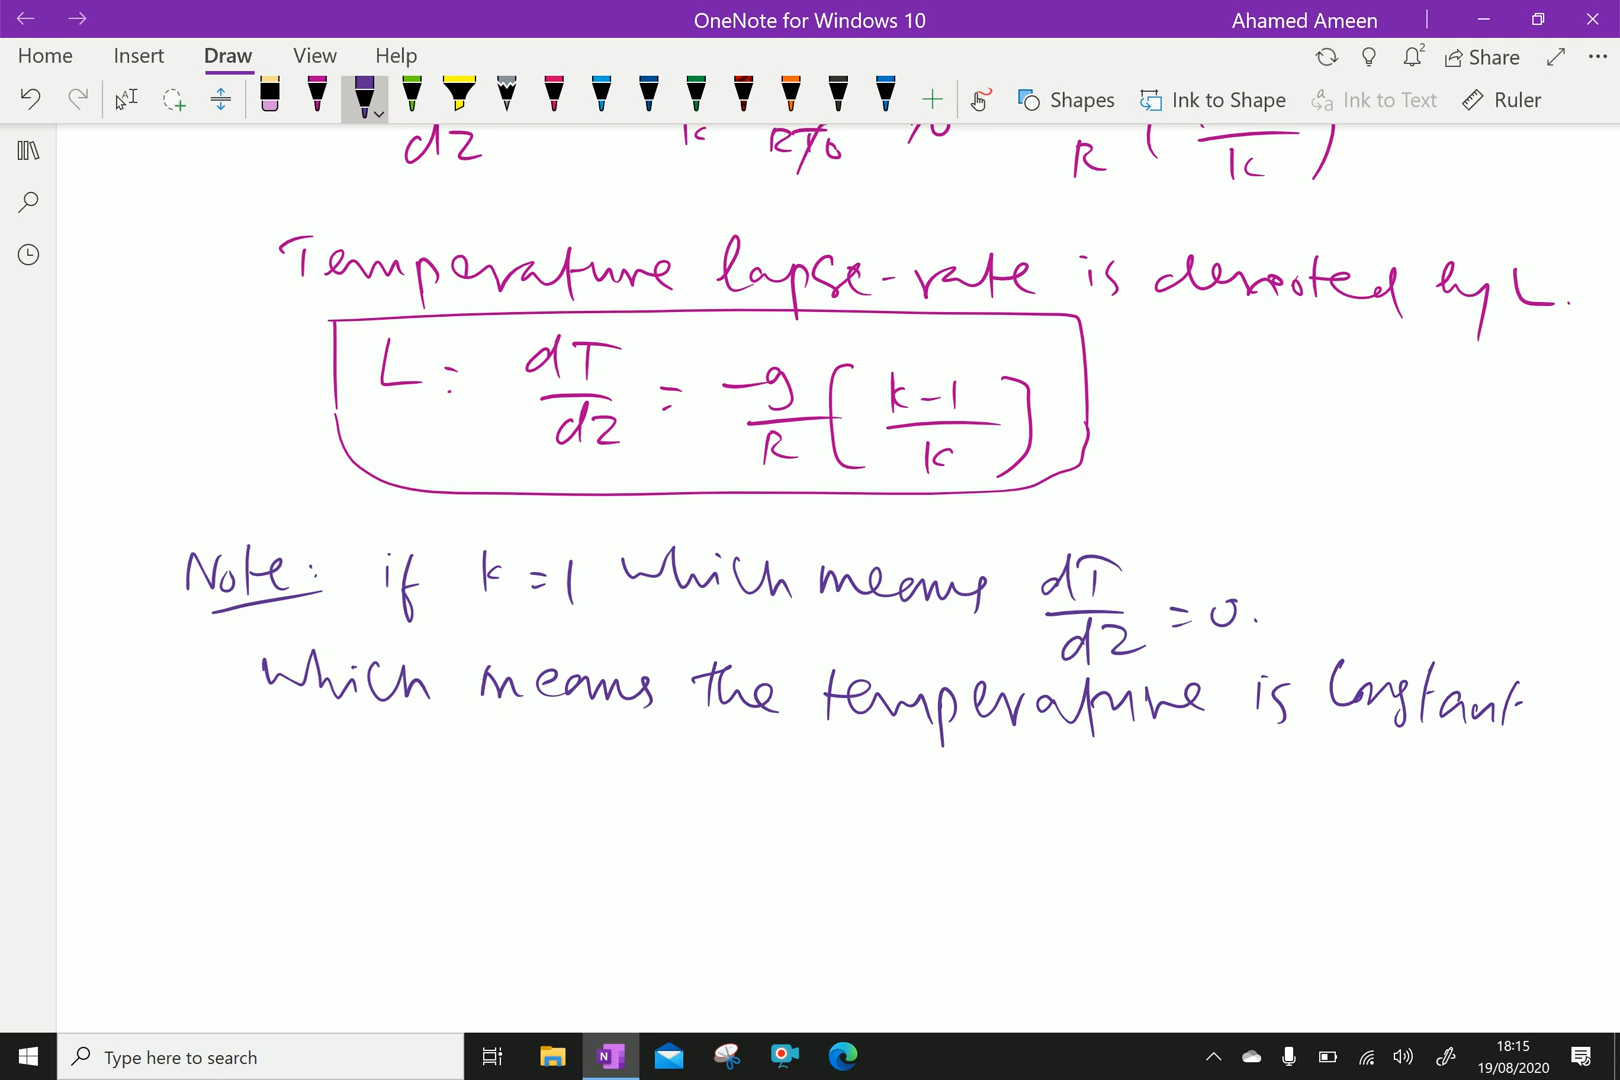 OneNote for Windows 10
Ahamed Ameen
Home Insert Draw View Help
2
Share
Shapes Ink to Shape Ink to Text Ruler
dz k R R k
Temperature lapse-rate is denoted by L.
L = dT/dz = -g/R ( k-1 / k )
Note: if k = 1 which means dT/dz = 0.
which means the temperature is constant
Type here to search
18:15
19/08/2020